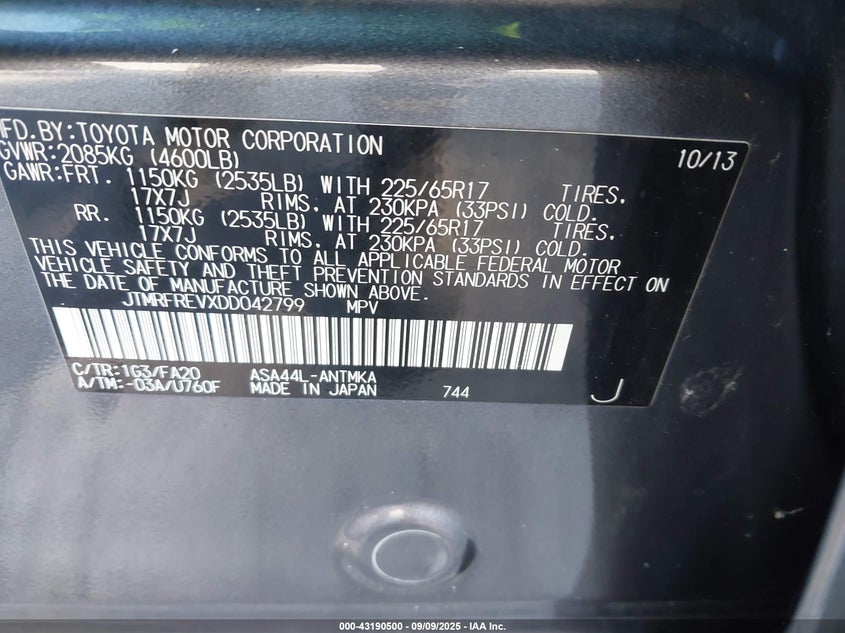 MFD.BY:TOYOTA MOTOR CORPORATION 10/13
GVWR:2085KG (4600LB)
GAWR:FRT. 1150KG (2535LB) WITH 225/65R17 TIRES.
17X7J RIMS. AT 230KPA (33PSI) COLD.
RR. 1150KG (2535LB) WITH 225/65R17 TIRES.
17X7J RIMS. AT 230KPA (33PSI) COLD.
THIS VEHICLE CONFORMS TO ALL APPLICABLE FEDERAL MOTOR
VEHICLE SAFETY AND THEFT PREVENTION STANDARDS IN EFFECT ON
THE DATE OF MANUFACTURE SHOWN ABOVE.
JTMRFREVXDD042799 MPV
C/TR:1G3/FA20 ASA44L-ANTMKA
A/TM:-03A/U760F MADE IN JAPAN 744 J
000-43190500 - 09/09/2025 - IAA Inc.